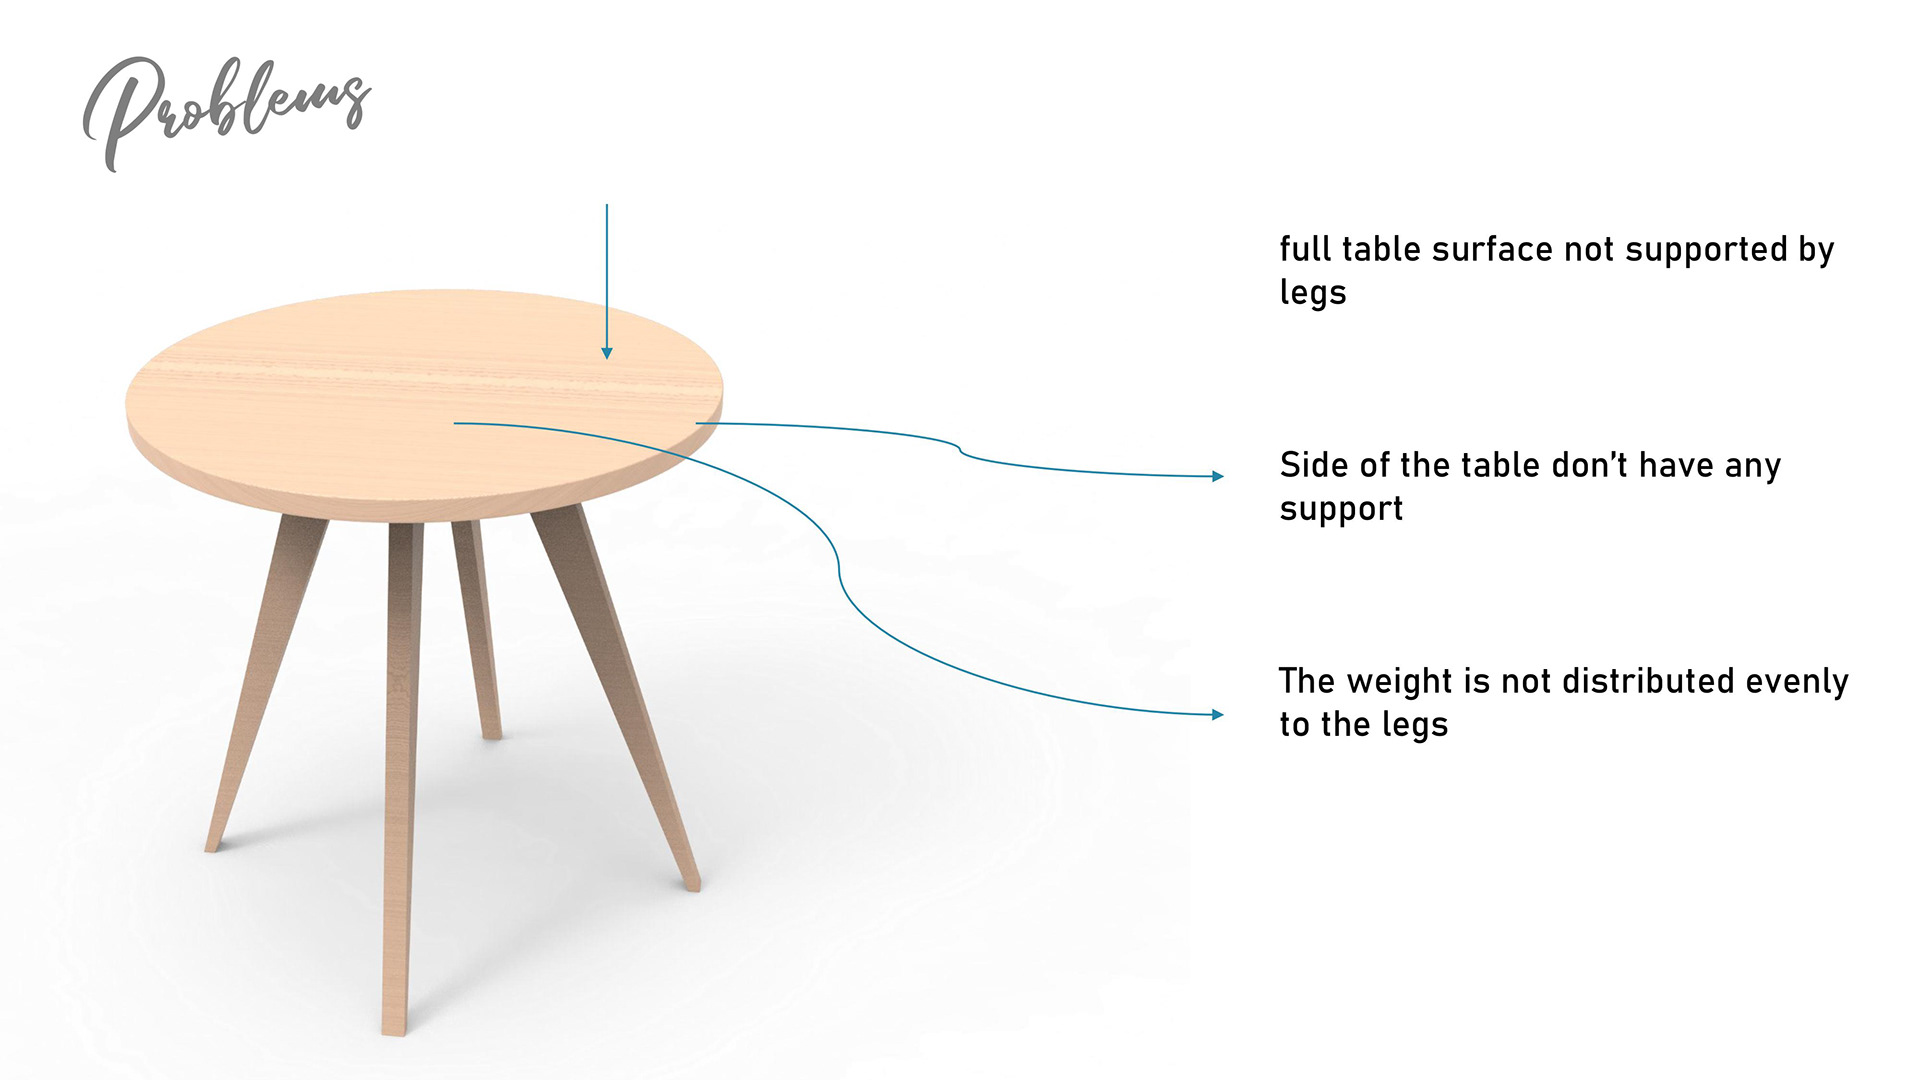 Problems
full table surface not supported by
legs
Side of the table don't have any
support
The weight is not distributed evenly
to the legs